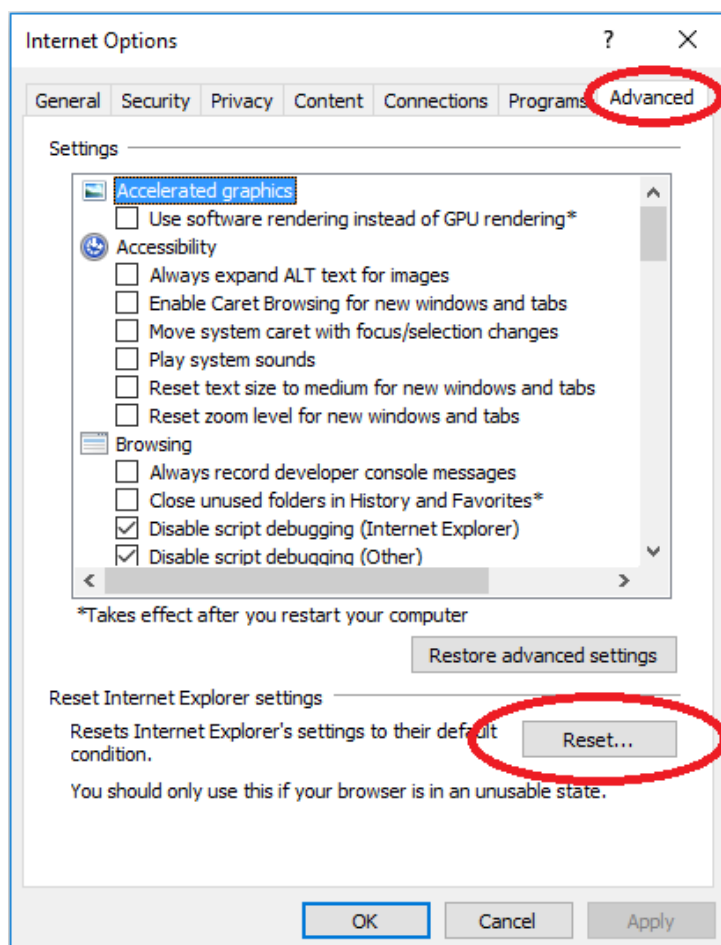 Internet Options ?
General Security Privacy Content Connections Programs Advanced
Settings
Accelerated graphics
Use software rendering instead of GPU rendering*
Accessibility
Always expand ALT text for images
Enable Caret Browsing for new windows and tabs
Move system caret with focus/selection changes
Play system sounds
Reset text size to medium for new windows and tabs
Reset zoom level for new windows and tabs
Browsing
Always record developer console messages
Close unused folders in History and Favorites*
Disable script debugging (Internet Explorer)
Disable script debugging (Other)
*Takes effect after you restart your computer
Restore advanced settings
Reset Internet Explorer settings
Resets Internet Explorer's settings to their default
condition.
Reset...
You should only use this if your browser is in an unusable state.
OK Cancel Apply